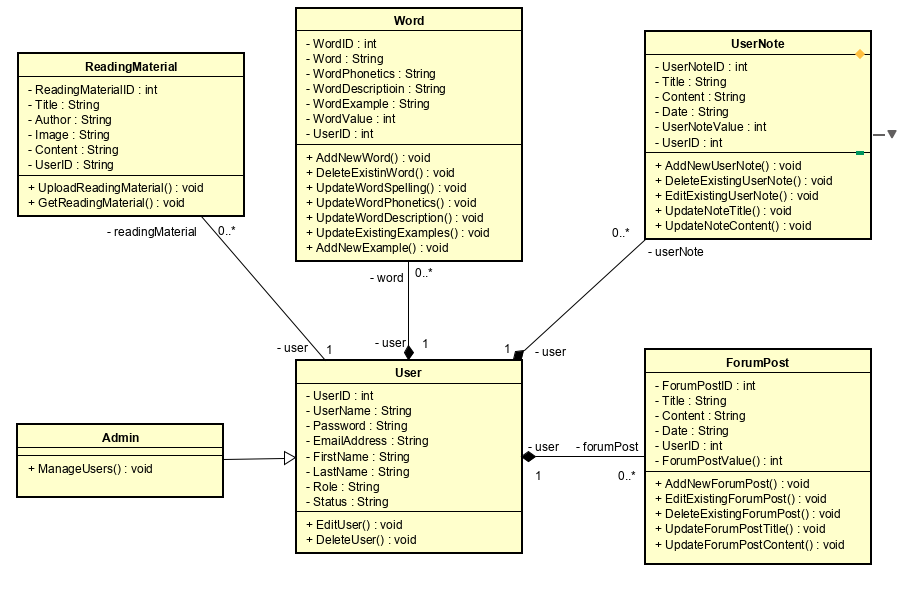 Word
- WordID : int
- Word : String
- WordPhonetics : String
- WordDescriptioin : String
- WordExample : String
- WordValue : int
- UserID : int
+ AddNewWord() : void
+ DeleteExistinWord() : void
+ UpdateWordSpelling() : void
+ UpdateWordPhonetics() : void
+ UpdateWordDescription() : void
+ UpdateExistingExamples() : void
+ AddNewExample() : void
UserNote
- UserNoteID : int
- Title : String
- Content : String
- Date : String
- UserNoteValue : int
- UserID : int
+ AddNewUserNote() : void
+ DeleteExistingUserNote() : void
+ EditExistingUserNote() : void
+ UpdateNoteTitle() : void
+ UpdateNoteContent() : void
ReadingMaterial
- ReadingMaterialID : int
- Title : String
- Author : String
- Image : String
- Content : String
- UserID : String
+ UploadReadingMaterial() : void
+ GetReadingMaterial() : void
- readingMaterial
0..*
- word
0..*
0..*
- userNote
- user
1
- user
1
1
- user
User
- UserID : int
- UserName : String
- Password : String
- EmailAddress : String
- FirstName : String
- LastName : String
- Role : String
- Status : String
+ EditUser() : void
+ DeleteUser() : void
Admin
+ ManageUsers() : void
- user
- forumPost
1
0..*
ForumPost
- ForumPostID : int
- Title : String
- Content : String
- Date : String
- UserID : int
- ForumPostValue() : int
+ AddNewForumPost() : void
+ EditExistingForumPost() : void
+ DeleteExistingForumPost() : void
+ UpdateForumPostTitle() : void
+ UpdateForumPostContent() : void